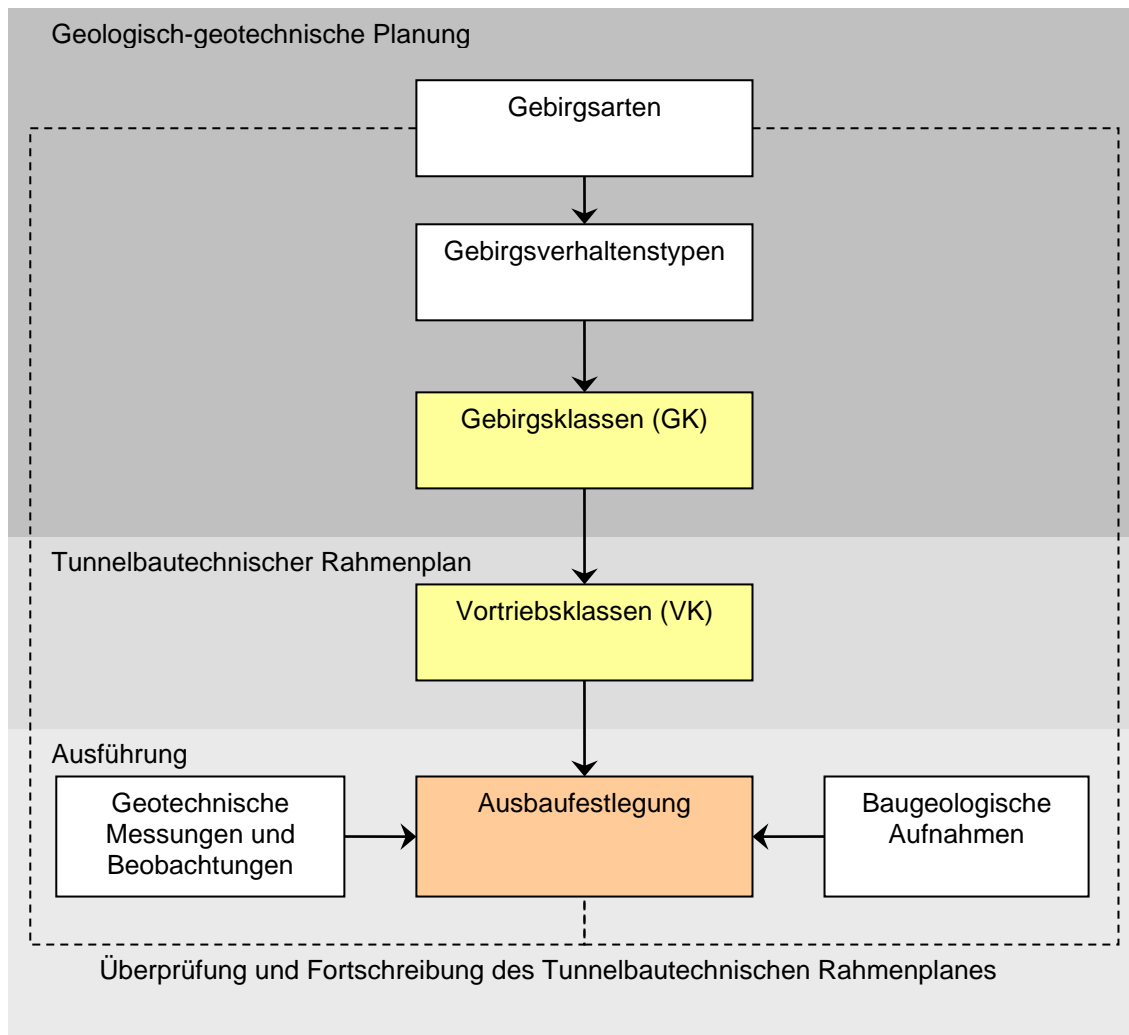 Geologisch-geotechnische Planung
Gebirgsarten
Gebirgsverhaltenstypen
Gebirgsklassen (GK)
Tunnelbautechnischer Rahmenplan
Vortriebsklassen (VK)
Ausführung
Geotechnische
Messungen und
Beobachtungen
Ausbaufestlegung
Baugeologische
Aufnahmen
Überprüfung und Fortschreibung des Tunnelbautechnischen Rahmenplanes